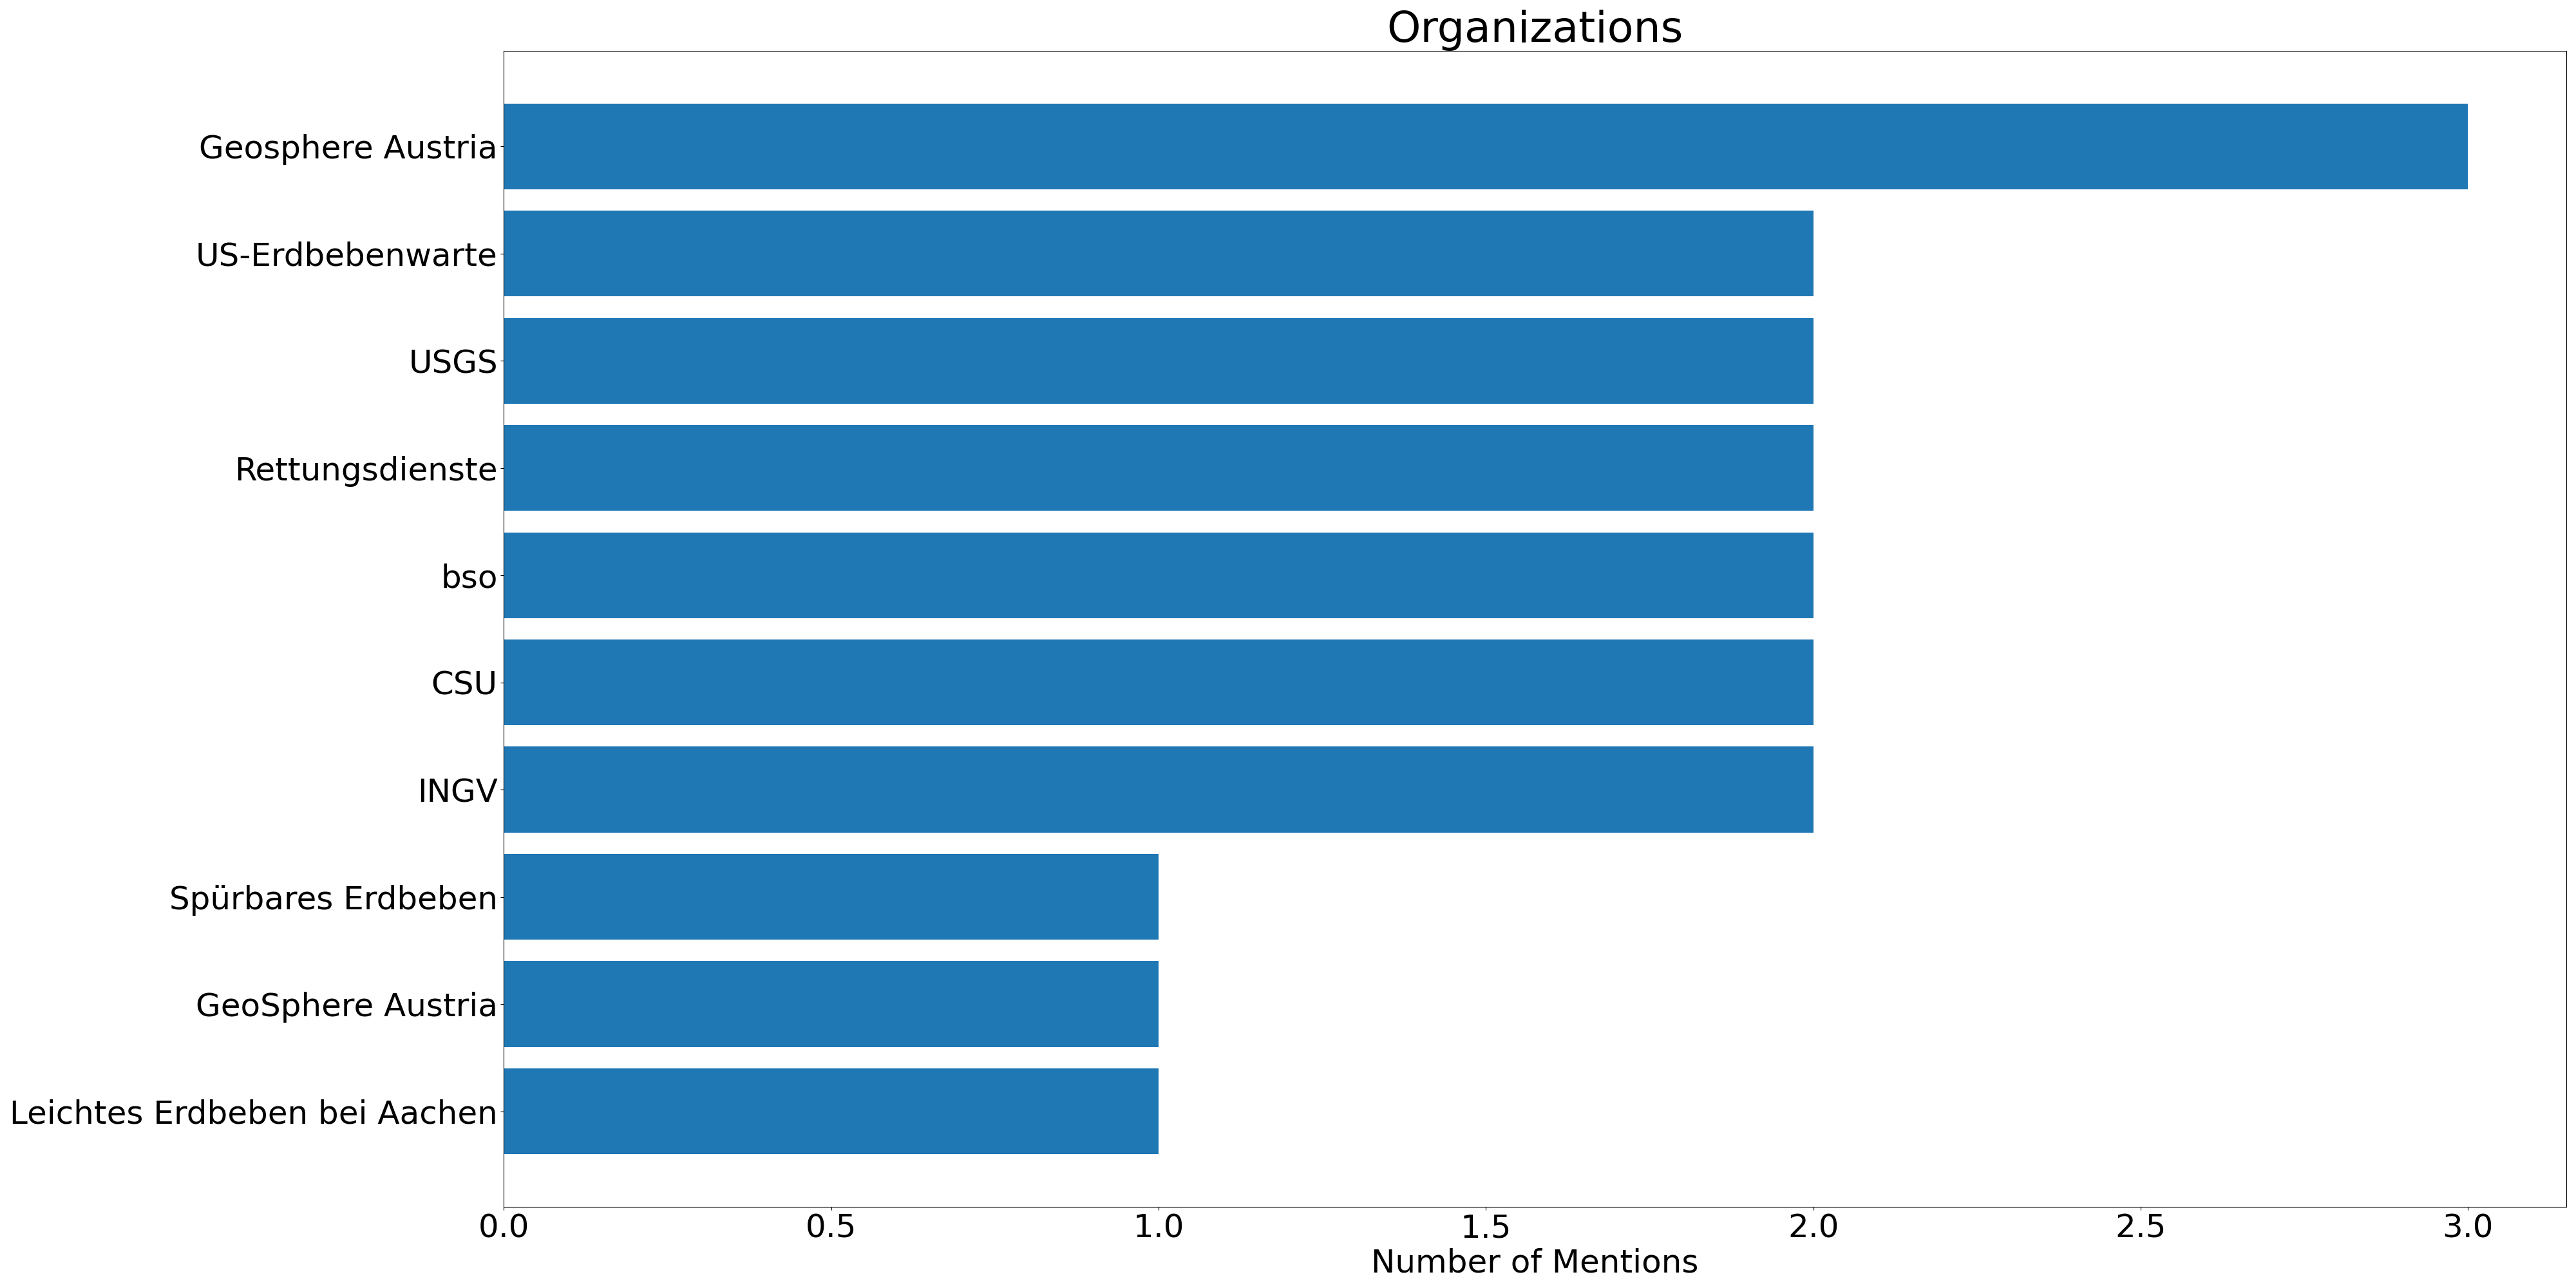 Organizations
Geosphere Austria
US-Erdbebenwarte
USGS
Rettungsdienste
bso
CSU
INGV
Spürbares Erdbeben
GeoSphere Austria
Leichtes Erdbeben bei Aachen
0.0 0.5 1.0 1.5 2.0 2.5 3.0
Number of Mentions